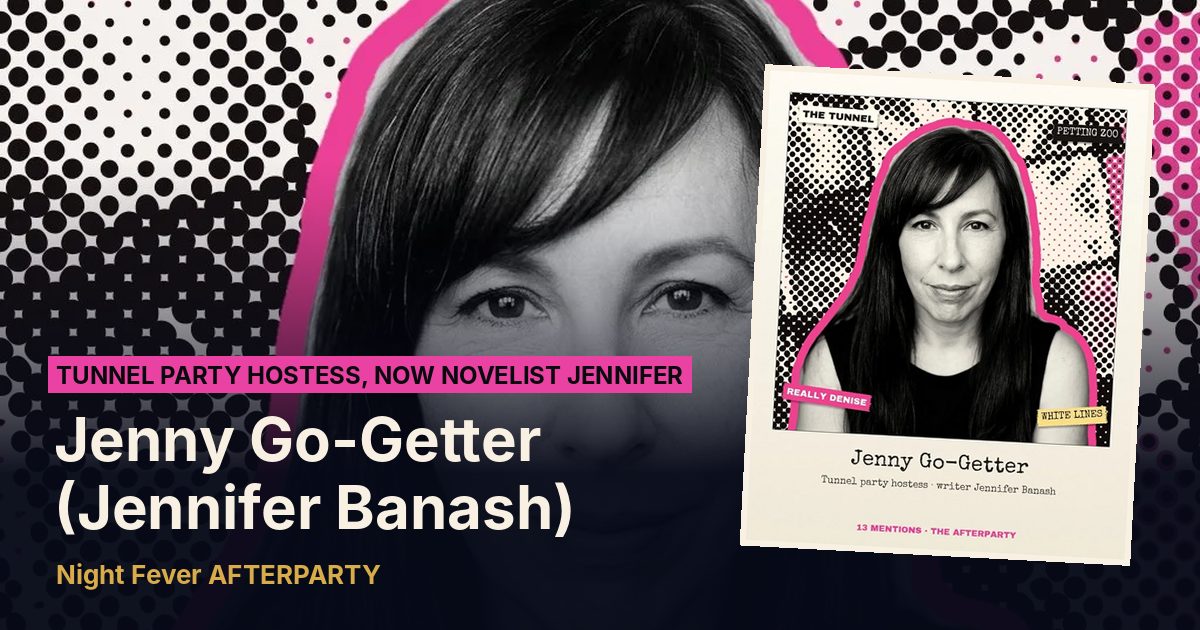 TUNNEL PARTY HOSTESS, NOW NOVELIST JENNIFER
Jenny Go-Getter
(Jennifer Banash)
Night Fever AFTERPARTY
THE TUNNEL
PETTING ZOO
REALLY DENISE
WHITE LINES
Jenny Go-Getter
Tunnel party hostess · writer Jennifer Banash
13 MENTIONS · THE AFTERPARTY